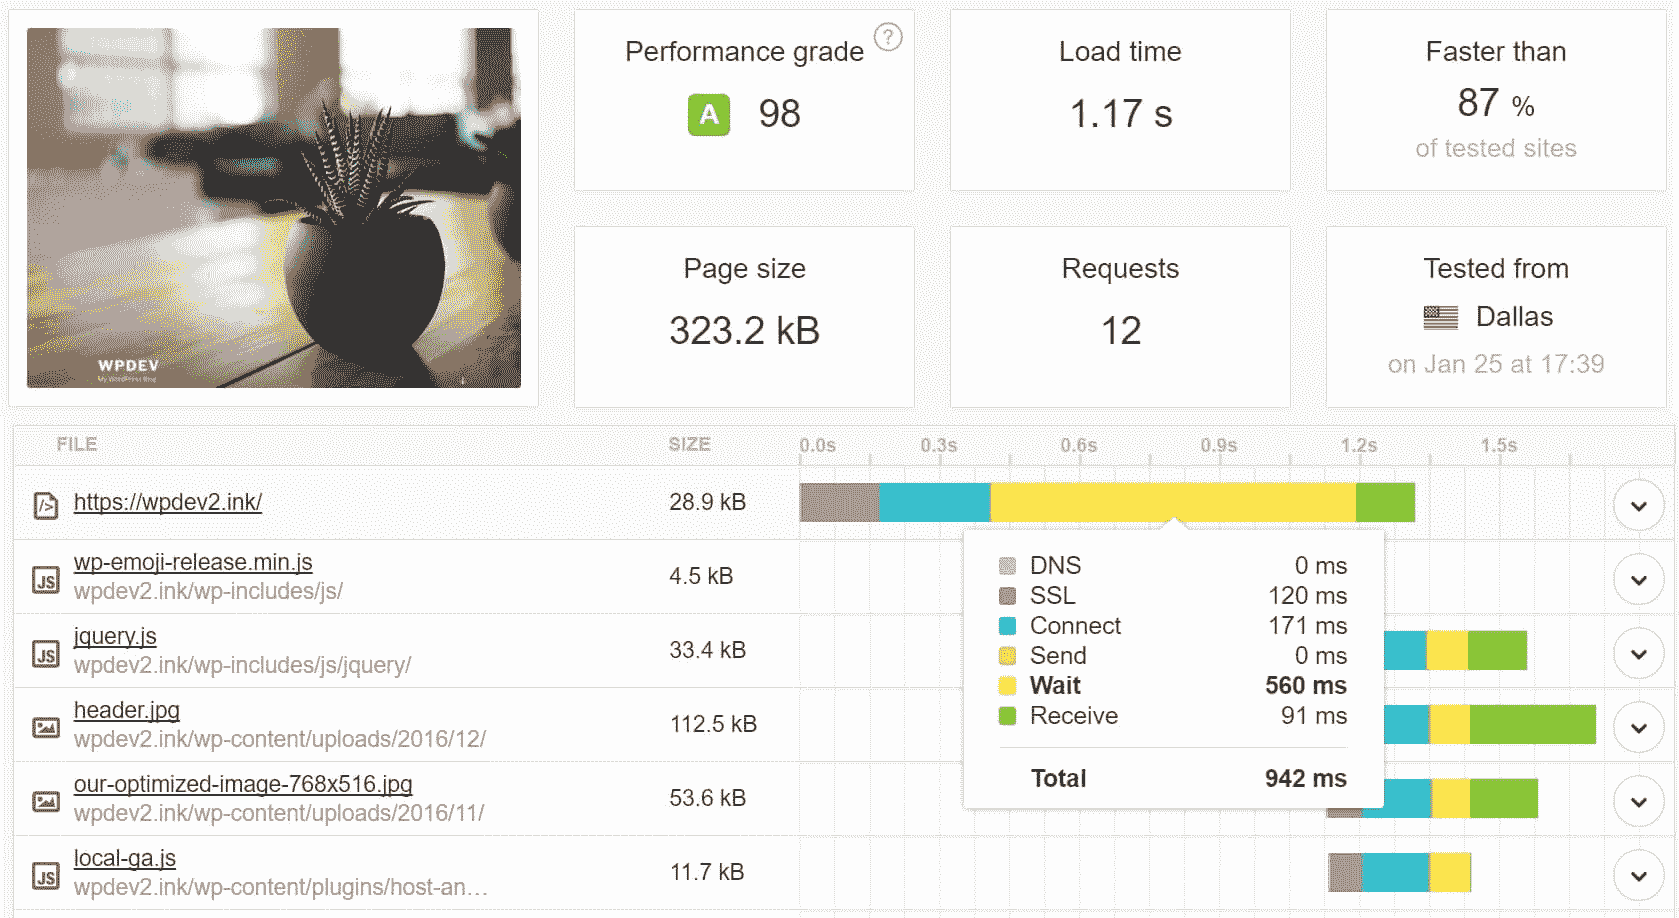 WPDEV
My WordPress Blog
Performance grade
?
A 98
Load time
1.17 s
Faster than
87 %
of tested sites
Page size
323.2 kB
Requests
12
Tested from
Dallas
on Jan 25 at 17:39
FILE SIZE 0.0s 0.3s 0.6s 0.9s 1.2s 1.5s
</> https://wpdev2.ink/ 28.9 kB
JS wp-emoji-release.min.js 4.5 kB
wpdev2.ink/wp-includes/js/
JS jquery.js 33.4 kB
wpdev2.ink/wp-includes/js/jquery/
header.jpg 112.5 kB
wpdev2.ink/wp-content/uploads/2016/12/
our-optimized-image-768x516.jpg 53.6 kB
wpdev2.ink/wp-content/uploads/2016/11/
JS local-ga.js 11.7 kB
wpdev2.ink/wp-content/plugins/host-an…
DNS 0 ms
SSL 120 ms
Connect 171 ms
Send 0 ms
Wait 560 ms
Receive 91 ms
Total 942 ms